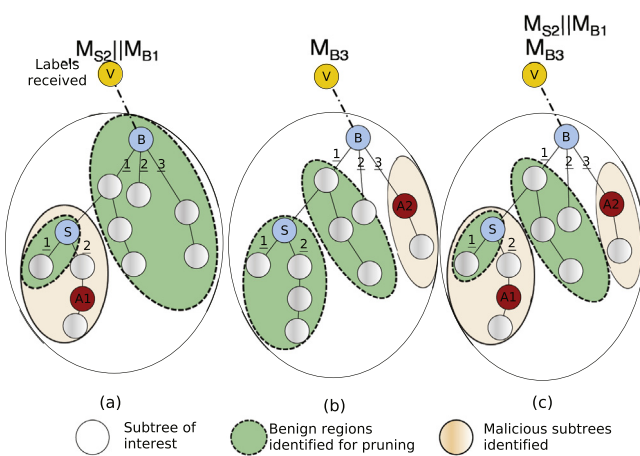 M_S2||M_B1
Labels
received
V
B
1 2 3
S
1 2
A1
(a)
M_B3
V
B
1 2 3
A2
S
1 2
(b)
M_S2||M_B1
M_B3
V
B
1 2 3
A2
S
1 2
A1
(c)
Subtree of
interest
Benign regions
identified for pruning
Malicious subtrees
identified